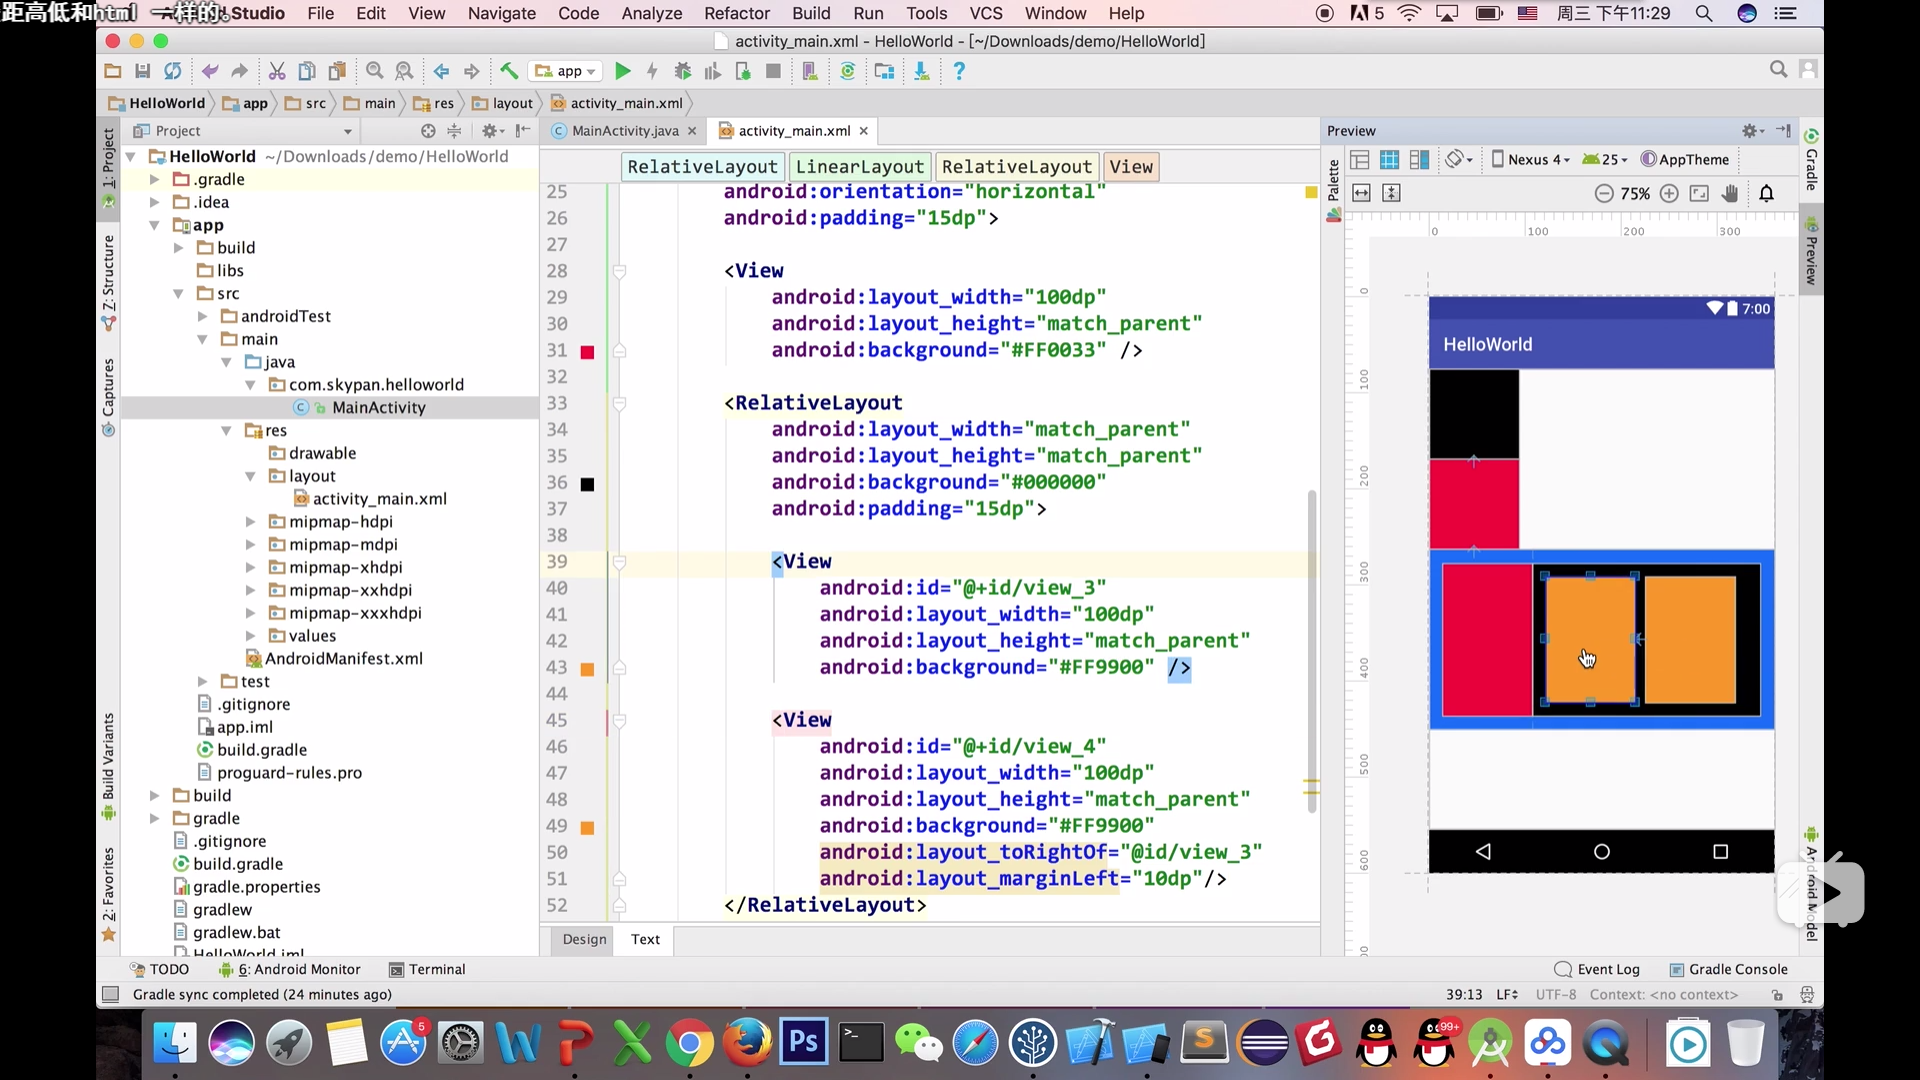 距高低和html 一样的。
Studio File Edit View Navigate Code Analyze Refactor Build Run Tools VCS Window Help 5 周三 下午11:29
activity_main.xml - HelloWorld - [~/Downloads/demo/HelloWorld]
app
HelloWorld app src main res layout activity_main.xml
Project MainActivity.java activity_main.xml Preview
RelativeLayout LinearLayout RelativeLayout View
Nexus 4 25 AppTheme
75%
1: Project
Z: Structure
Captures
Build Variants
2: Favorites
HelloWorld ~/Downloads/demo/HelloWorld
.gradle
.idea
app
build
libs
src
androidTest
main
java
com.skypan.helloworld
MainActivity
res
drawable
layout
activity_main.xml
mipmap-hdpi
mipmap-mdpi
mipmap-xhdpi
mipmap-xxhdpi
mipmap-xxxhdpi
values
AndroidManifest.xml
test
.gitignore
app.iml
build.gradle
proguard-rules.pro
build
gradle
.gitignore
build.gradle
gradle.properties
gradlew
gradlew.bat
HelloWorld.iml
25 android:orientation="horizontal"
26 android:padding="15dp">
27
28 <View
29 android:layout_width="100dp"
30 android:layout_height="match_parent"
31 android:background="#FF0033" />
32
33 <RelativeLayout
34 android:layout_width="match_parent"
35 android:layout_height="match_parent"
36 android:background="#000000"
37 android:padding="15dp">
38
39 <View
40 android:id="@+id/view_3"
41 android:layout_width="100dp"
42 android:layout_height="match_parent"
43 android:background="#FF9900" />
44
45 <View
46 android:id="@+id/view_4"
47 android:layout_width="100dp"
48 android:layout_height="match_parent"
49 android:background="#FF9900"
50 android:layout_toRightOf="@id/view_3"
51 android:layout_marginLeft="10dp"/>
52 </RelativeLayout>
Design Text
Palette
0 100 200 300
0
100
200
300
400
500
600
7:00
HelloWorld
Gradle
Preview
Android Model
TODO 6: Android Monitor Terminal Event Log Gradle Console
Gradle sync completed (24 minutes ago) 39:13 LF UTF-8 Context: <no context>
5
Ps
99+